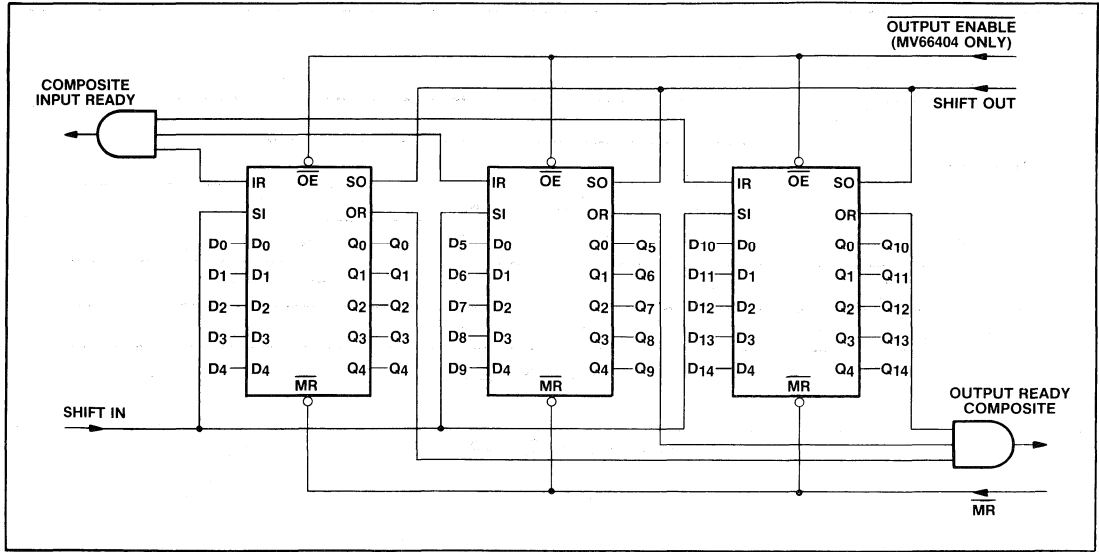 OUTPUT ENABLE
(MV66404 ONLY)
COMPOSITE
INPUT READY
SHIFT OUT
IR OE SO
SI OR
D0 D0 Q0 Q0
D1 D1 Q1 Q1
D2 D2 Q2 Q2
D3 D3 Q3 Q3
D4 D4 Q4 Q4
MR
IR OE SO
SI OR
D5 D0 Q0 Q5
D6 D1 Q1 Q6
D7 D2 Q2 Q7
D8 D3 Q3 Q8
D9 D4 Q4 Q9
MR
IR OE SO
SI OR
D10 D0 Q0 Q10
D11 D1 Q1 Q11
D12 D2 Q2 Q12
D13 D3 Q3 Q13
D14 D4 Q4 Q14
MR
SHIFT IN
OUTPUT READY
COMPOSITE
MR